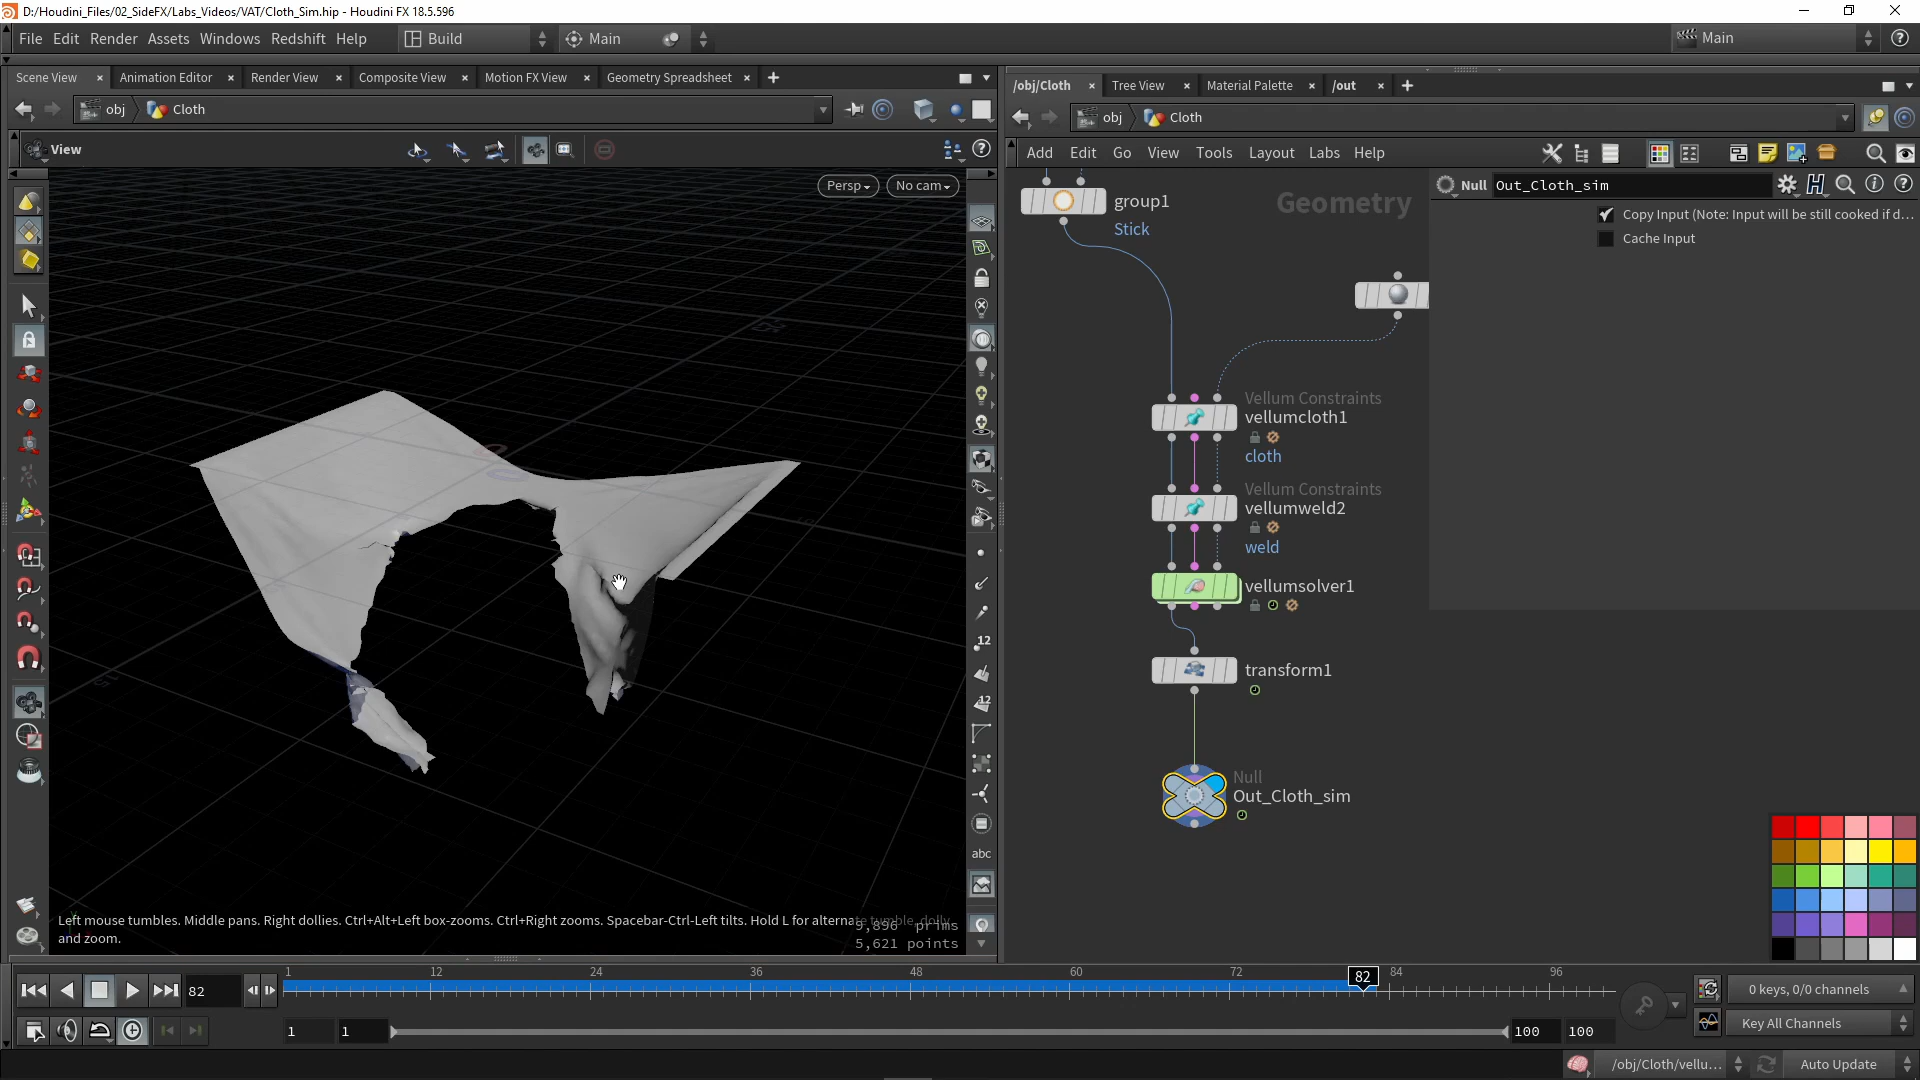 D:/Houdini_Files/02_SideFX/Labs_Videos/VAT/Cloth_Sim.hip - Houdini FX 18.5.596
File Edit Render Assets Windows Redshift Help Build Main Main
Scene View Animation Editor Render View Composite View Motion FX View Geometry Spreadsheet
/obj/Cloth Tree View Material Palette /out
obj Cloth
obj Cloth
View
Add Edit Go View Tools Layout Labs Help
Persp No cam
Geometry
Null Out_Cloth_sim
Copy Input (Note: Input will be still cooked if d...
Cache Input
group1
Stick
Vellum Constraints
vellumcloth1
cloth
Vellum Constraints
vellumweld2
weld
vellumsolver1
transform1
Null
Out_Cloth_sim
12
12
abc
Left mouse tumbles. Middle pans. Right dollies. Ctrl+Alt+Left box-zooms. Ctrl+Right zooms. Spacebar-Ctrl-Left tilts. Hold L for alternate tumble, dolly,
and zoom.
9,896 prims
5,621 points
82
1 12 24 36 48 60 72 82 84 96
0 keys, 0/0 channels
1 1 100 100
Key All Channels
/obj/Cloth/vellu... Auto Update